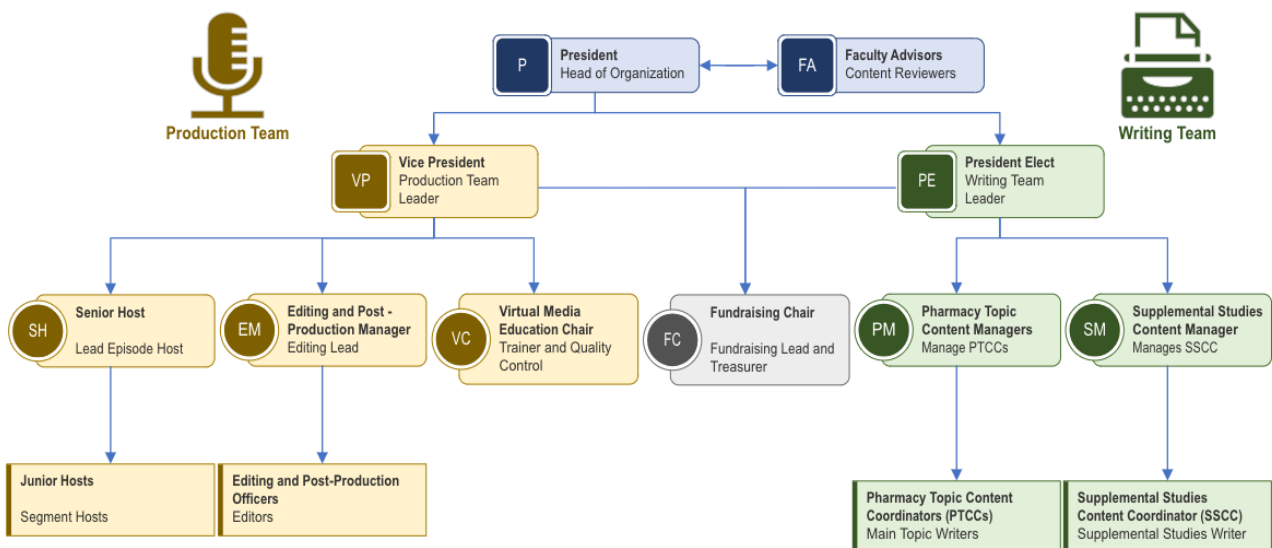 P
President
Head of Organization
FA
Faculty Advisors
Content Reviewers
Production Team
Writing Team
VP
Vice President
Production Team
Leader
PE
President Elect
Writing Team
Leader
SH
Senior Host
Lead Episode Host
EM
Editing and Post -
Production Manager
Editing Lead
VC
Virtual Media
Education Chair
Trainer and Quality
Control
FC
Fundraising Chair
Fundraising Lead and
Treasurer
PM
Pharmacy Topic
Content Managers
Manage PTCCs
SM
Supplemental Studies
Content Manager
Manages SSCC
Junior Hosts
Segment Hosts
Editing and Post-Production
Officers
Editors
Pharmacy Topic Content
Coordinators (PTCCs)
Main Topic Writers
Supplemental Studies
Content Coordinator (SSCC)
Supplemental Studies Writer